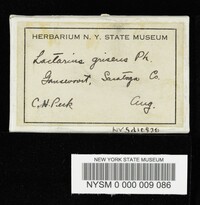 HERBARIUM N. Y. STATE MUSEUM
Lactarius griseus Pk.
Gansevoort, Saratoga Co.
C. H. Peck Aug.
NEW YORK STATE MUSEUM
NYSM 0 000 009 086